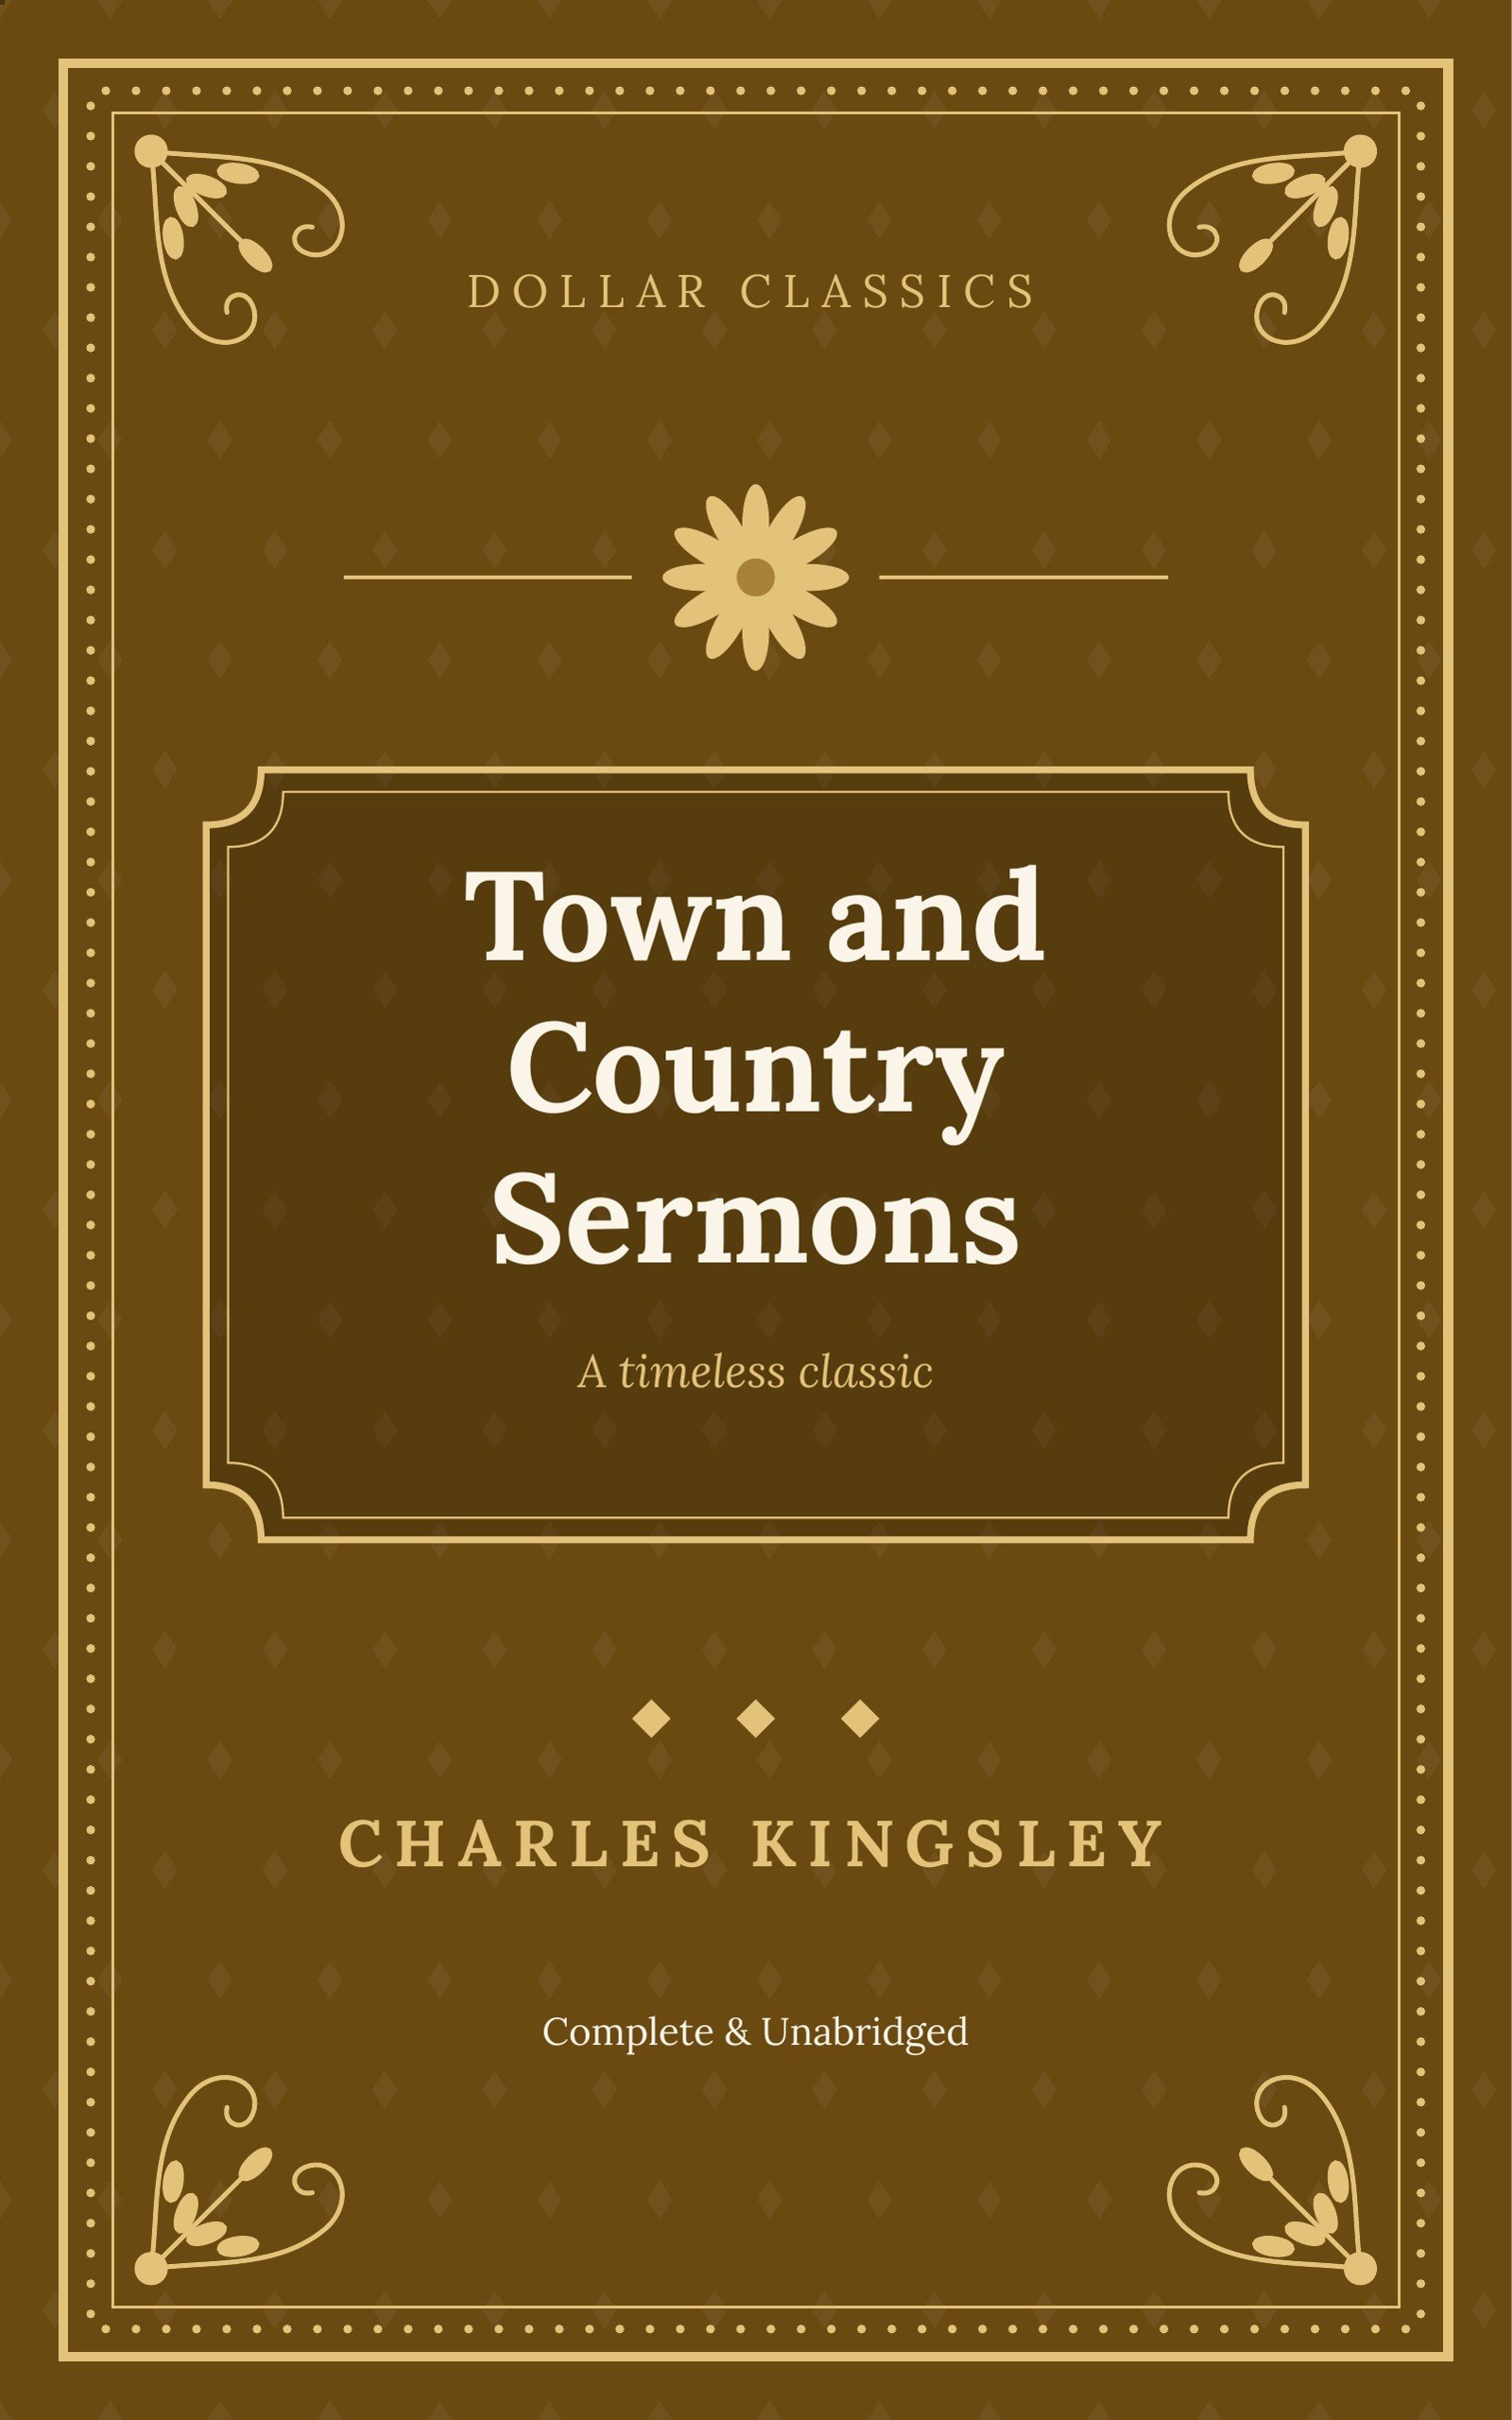 DOLLAR CLASSICS
Town and
Country
Sermons
A timeless classic
CHARLES KINGSLEY
Complete & Unabridged